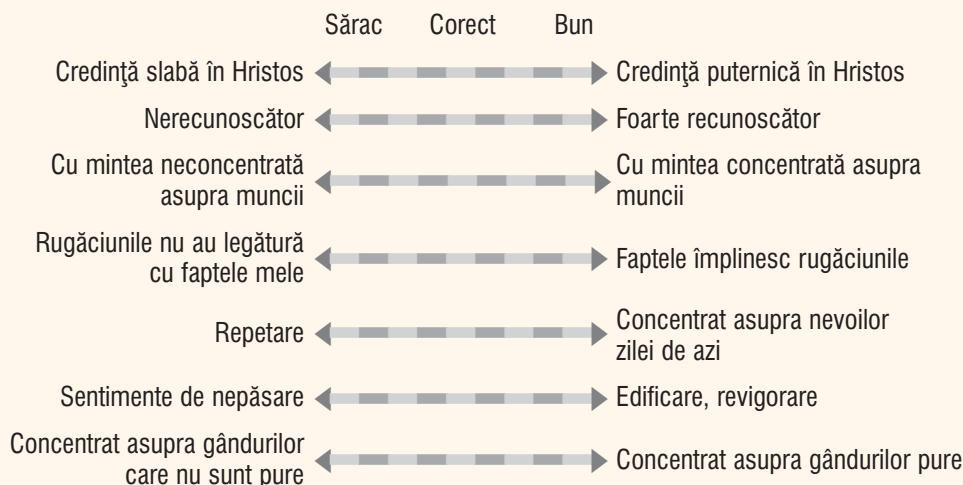 Sărac Corect Bun
Credinţă slabă în Hristos Credinţă puternică în Hristos
Nerecunoscător Foarte recunoscător
Cu mintea neconcentrată
asupra muncii
Cu mintea concentrată asupra
muncii
Rugăciunile nu au legătură
cu faptele mele
Faptele împlinesc rugăciunile
Repetare
Concentrat asupra nevoilor
zilei de azi
Sentimente de nepăsare Edificare, revigorare
Concentrat asupra gândurilor
care nu sunt pure
Concentrat asupra gândurilor pure